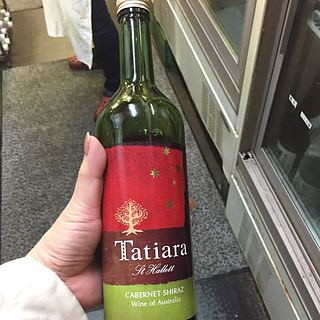 Tatiara
St Hallett
CABERNET SHIRAZ
Wine of Australia